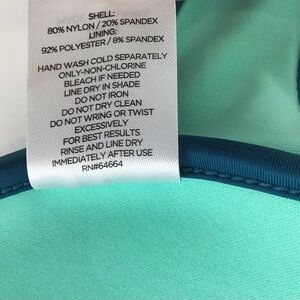 SHELL:
80% NYLON / 20% SPANDEX
LINING:
92% POLYESTER / 8% SPANDEX
HAND WASH COLD SEPARATELY
ONLY-NON-CHLORINE
BLEACH IF NEEDED
LINE DRY IN SHADE
DO NOT IRON
DO NOT DRY CLEAN
DO NOT WRING OR TWIST
EXCESSIVELY
FOR BEST RESULTS
RINSE AND LINE DRY
IMMEDIATELY AFTER USE
RN#64664